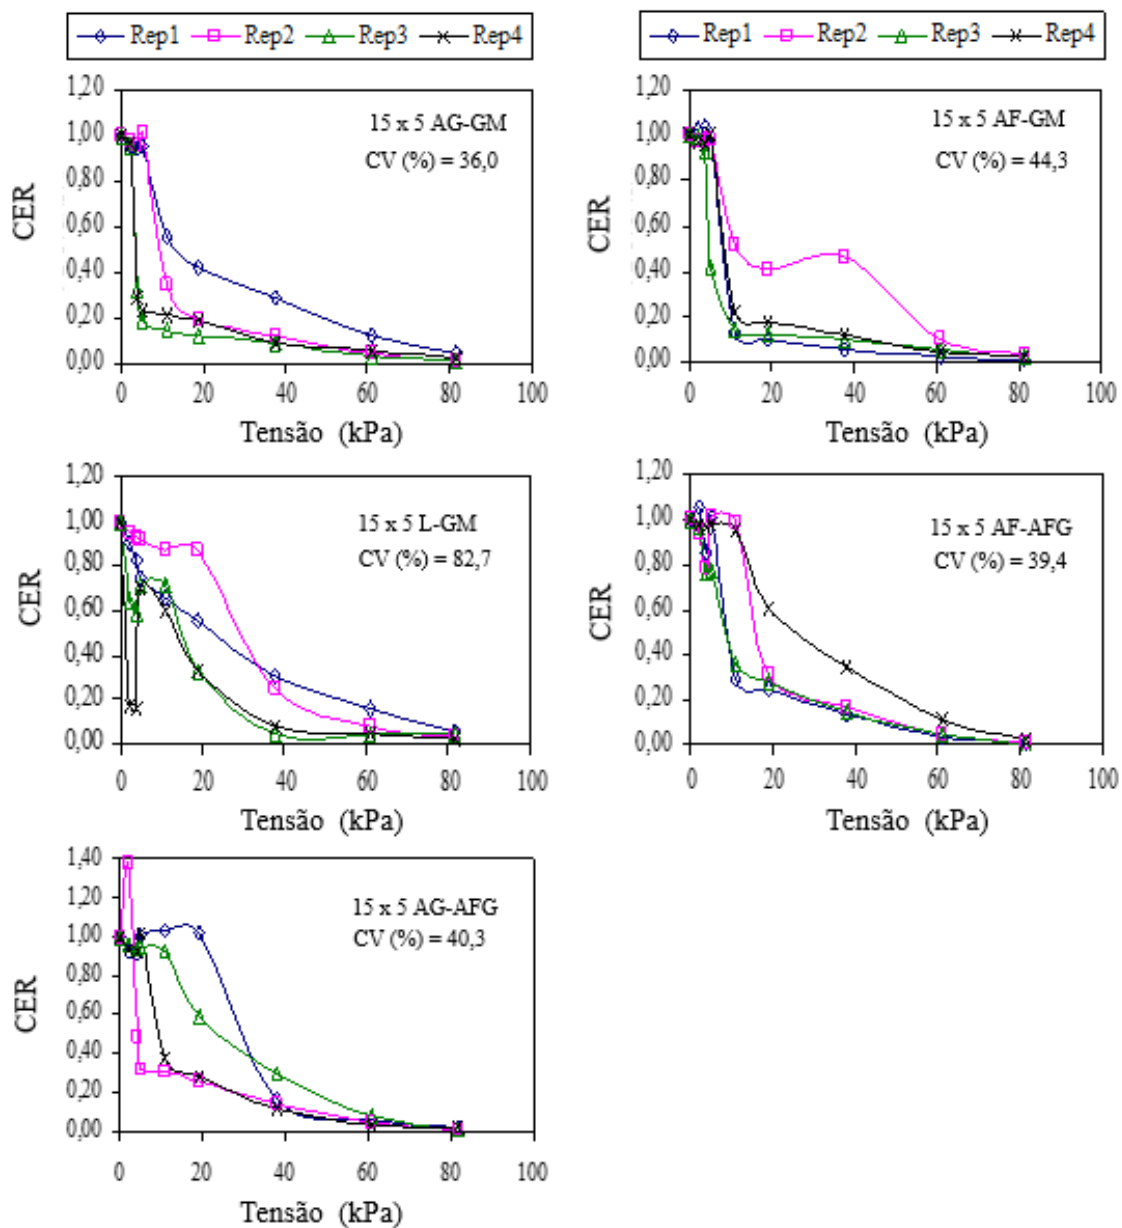 Rep1 Rep2 Rep3 Rep4
1,20
1,00
0,80
0,60
0,40
0,20
0,00
CER
15 x 5 AG-GM
CV (%) = 36,0
0 20 40 60 80 100
Tensão (kPa)
Rep1 Rep2 Rep3 Rep4
1,20
1,00
0,80
0,60
0,40
0,20
0,00
CER
15 x 5 AF-GM
CV (%) = 44,3
0 20 40 60 80 100
Tensão (kPa)
1,20
1,00
0,80
0,60
0,40
0,20
0,00
CER
15 x 5 L-GM
CV (%) = 82,7
0 20 40 60 80 100
Tensão (kPa)
1,20
1,00
0,80
0,60
0,40
0,20
0,00
CER
15 x 5 AF-AFG
CV (%) = 39,4
0 20 40 60 80 100
Tensão (kPa)
1,40
1,20
1,00
0,80
0,60
0,40
0,20
0,00
CER
15 x 5 AG-AFG
CV (%) = 40,3
0 20 40 60 80 100
Tensão (kPa)